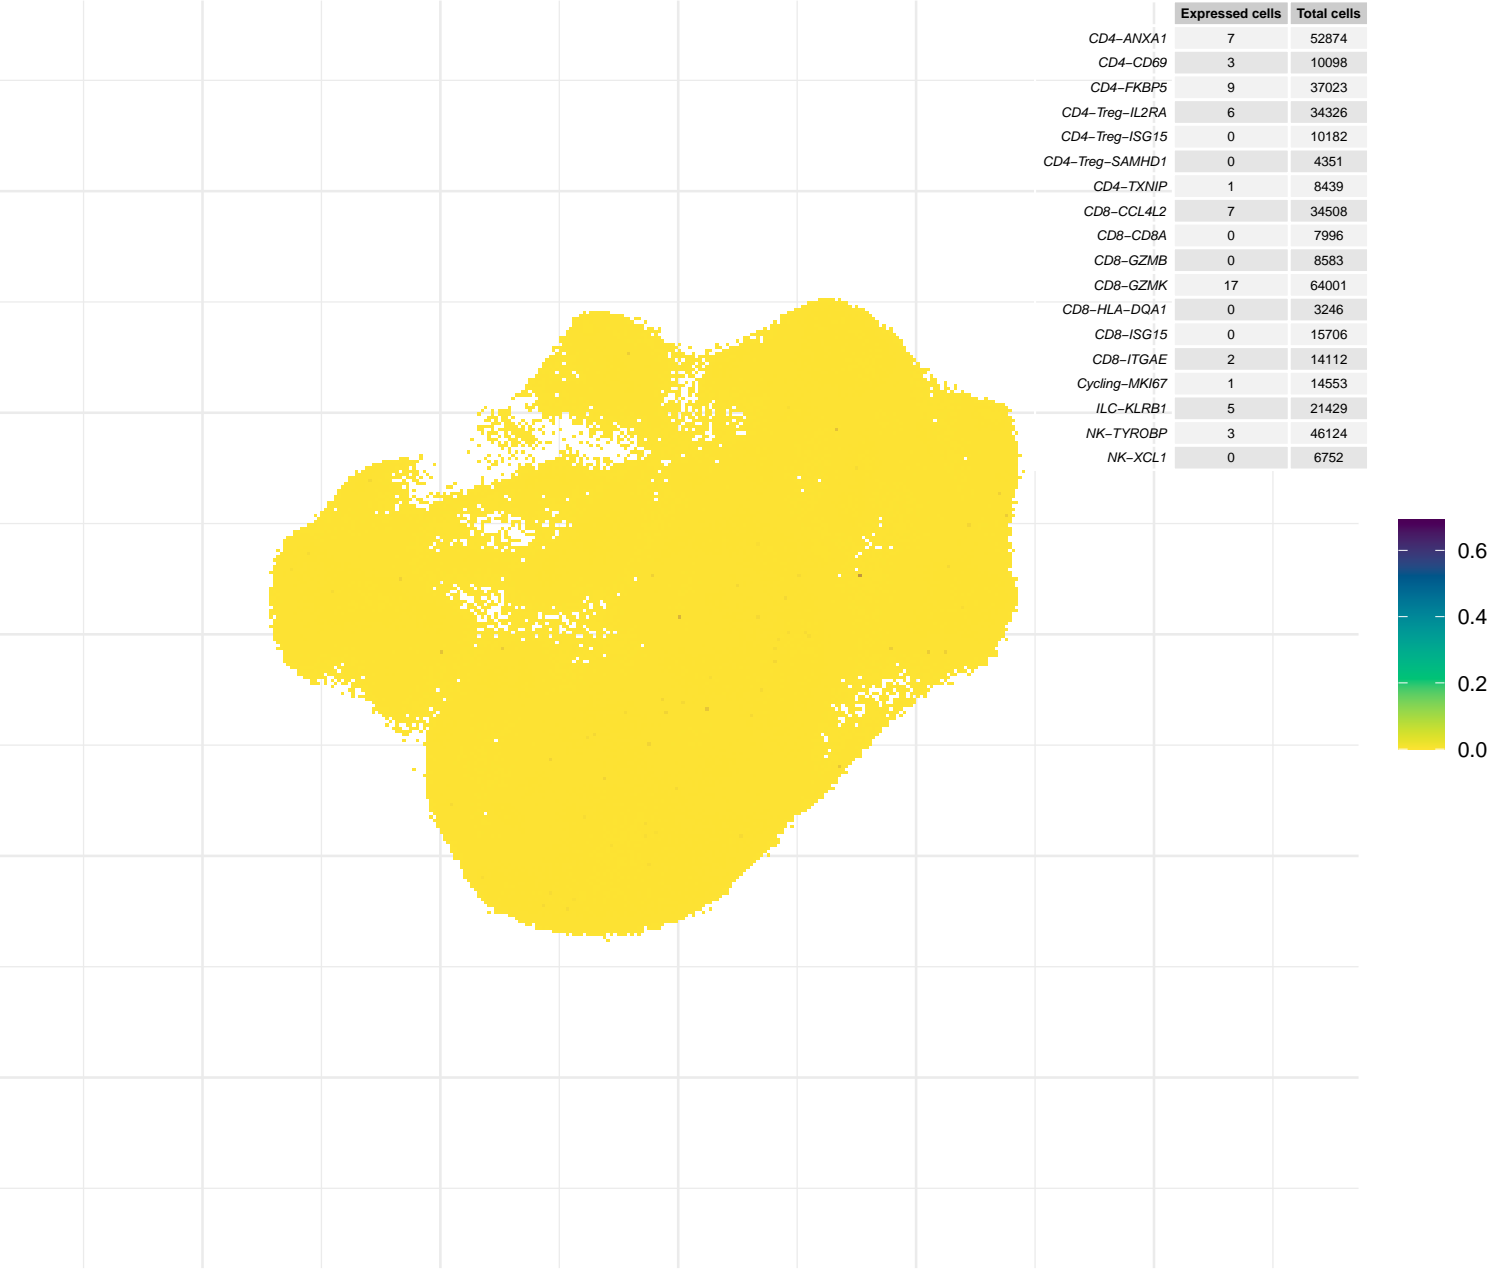 Expressed cells Total cells
CD4−ANXA1 7 52874
CD4−CD69 3 10098
CD4−FKBP5 9 37023
CD4−Treg−IL2RA 6 34326
CD4−Treg−ISG15 0 10182
CD4−Treg−SAMHD1 0 4351
CD4−TXNIP 1 8439
CD8−CCL4L2 7 34508
CD8−CD8A 0 7996
CD8−GZMB 0 8583
CD8−GZMK 17 64001
CD8−HLA−DQA1 0 3246
CD8−ISG15 0 15706
CD8−ITGAE 2 14112
Cycling−MKI67 1 14553
ILC−KLRB1 5 21429
NK−TYROBP 3 46124
NK−XCL1 0 6752
0.6
0.4
0.2
0.0